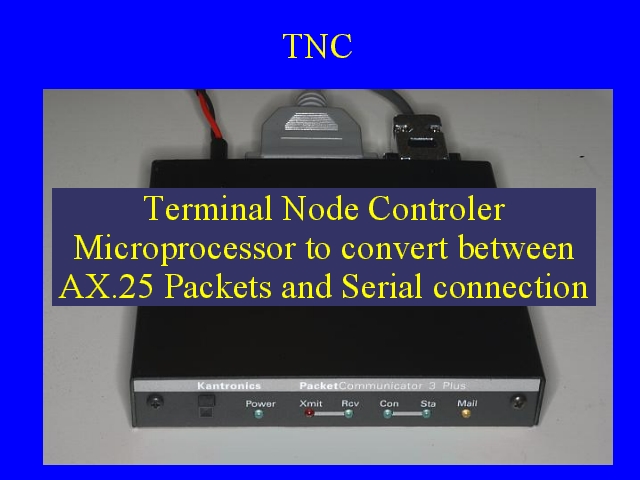 TNC
Terminal Node Controler
Microprocessor to convert between
AX.25 Packets and Serial connection
Kantronics PacketCommunicator 3 Plus
Power Xmit Rcv Con Sta Mail